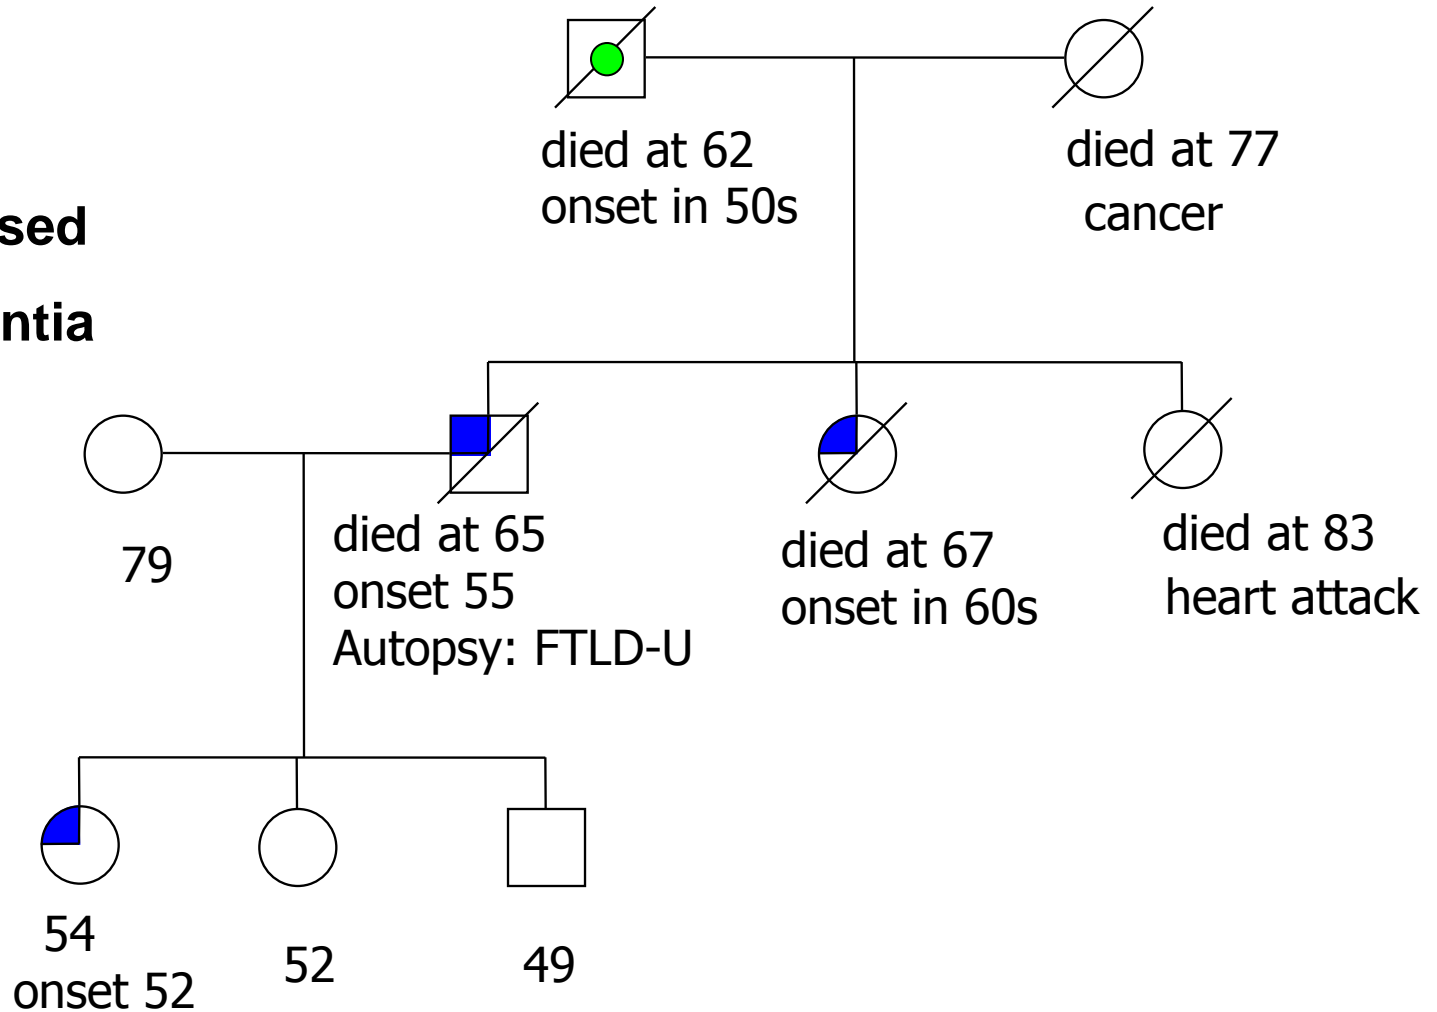 died at 62
onset in 50s
died at 77
cancer
sed
ntia
79
died at 65
onset 55
Autopsy: FTLD-U
died at 67
onset in 60s
died at 83
heart attack
54
onset 52
52
49